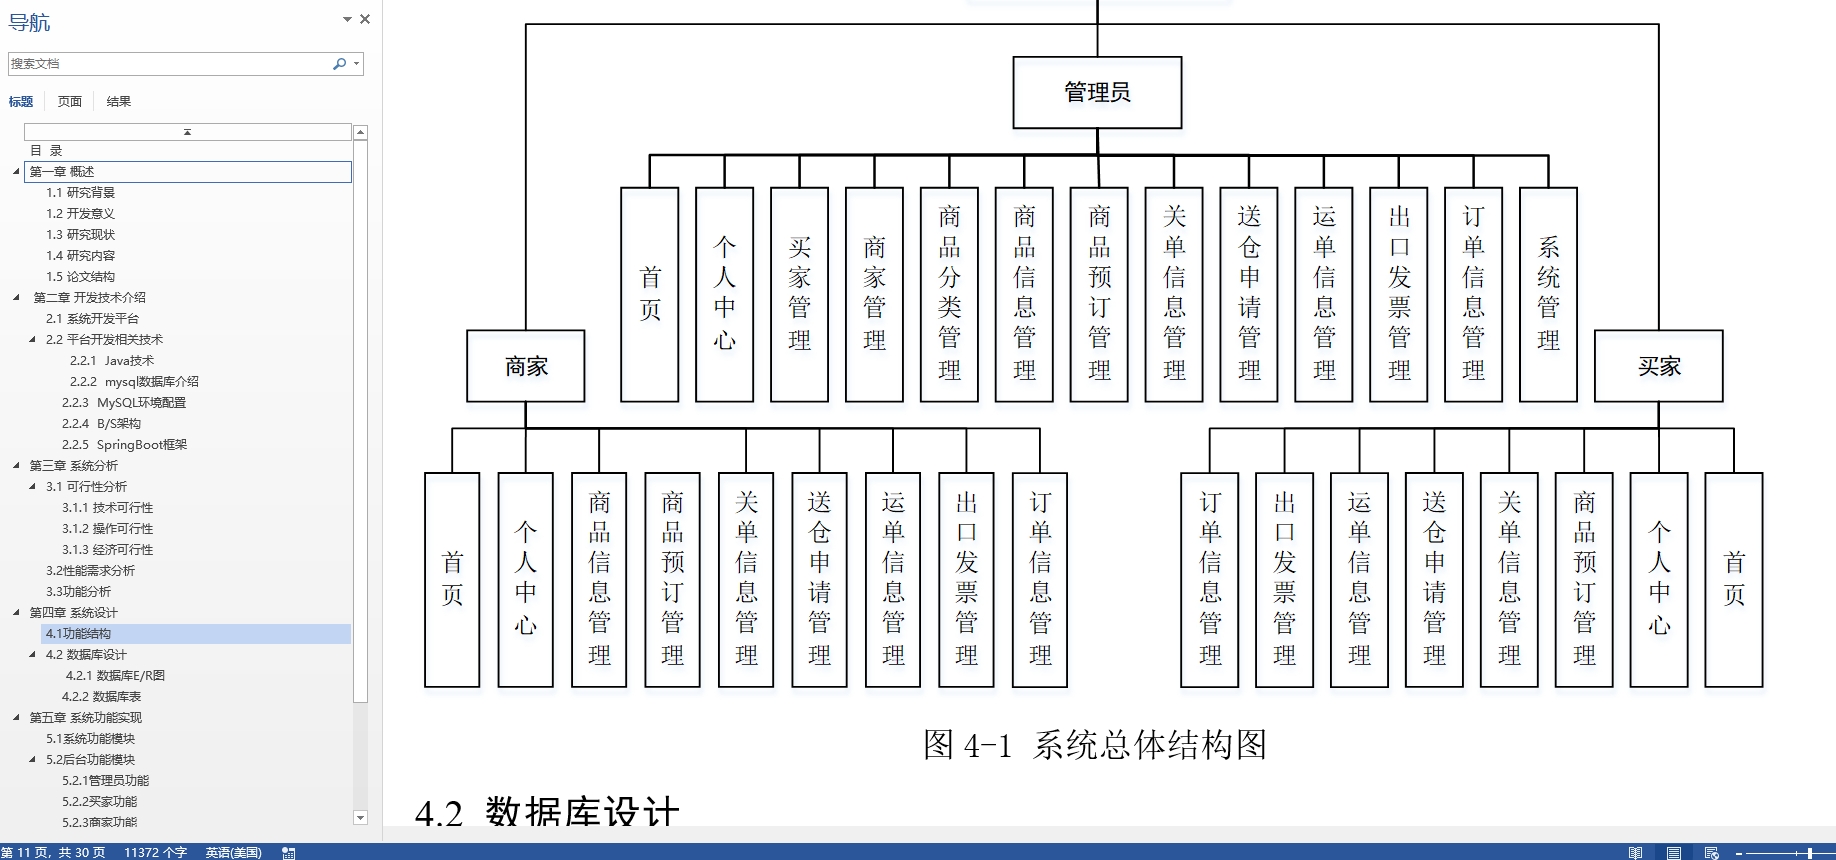 导航
搜索文档
标题 页面 结果
目 录
第一章 概述
1.1 研究背景
1.2 开发意义
1.3 研究现状
1.4 研究内容
1.5 论文结构
第二章 开发技术介绍
2.1 系统开发平台
2.2 平台开发相关技术
2.2.1 Java技术
2.2.2 mysql数据库介绍
2.2.3 MySQL环境配置
2.2.4 B/S架构
2.2.5 SpringBoot框架
第三章 系统分析
3.1 可行性分析
3.1.1 技术可行性
3.1.2 操作可行性
3.1.3 经济可行性
3.2性能需求分析
3.3功能分析
第四章 系统设计
4.1功能结构
4.2 数据库设计
4.2.1 数据库E/R图
4.2.2 数据库表
第五章 系统功能实现
5.1系统功能模块
5.2后台功能模块
5.2.1管理员功能
5.2.2买家功能
5.2.3商家功能
管理员
首页
个人中心
买家管理
商家管理
商品分类管理
商品信息管理
商品预订管理
关单信息管理
送仓申请管理
运单信息管理
出口发票管理
订单信息管理
系统管理
商家
首页
个人中心
商品信息管理
商品预订管理
关单信息管理
送仓申请管理
运单信息管理
出口发票管理
订单信息管理
买家
订单信息管理
出口发票管理
运单信息管理
送仓申请管理
关单信息管理
商品预订管理
个人中心
首页
图 4-1 系统总体结构图
4.2 数据库设计
第 11 页，共 30 页 11372 个字 英语(美国)